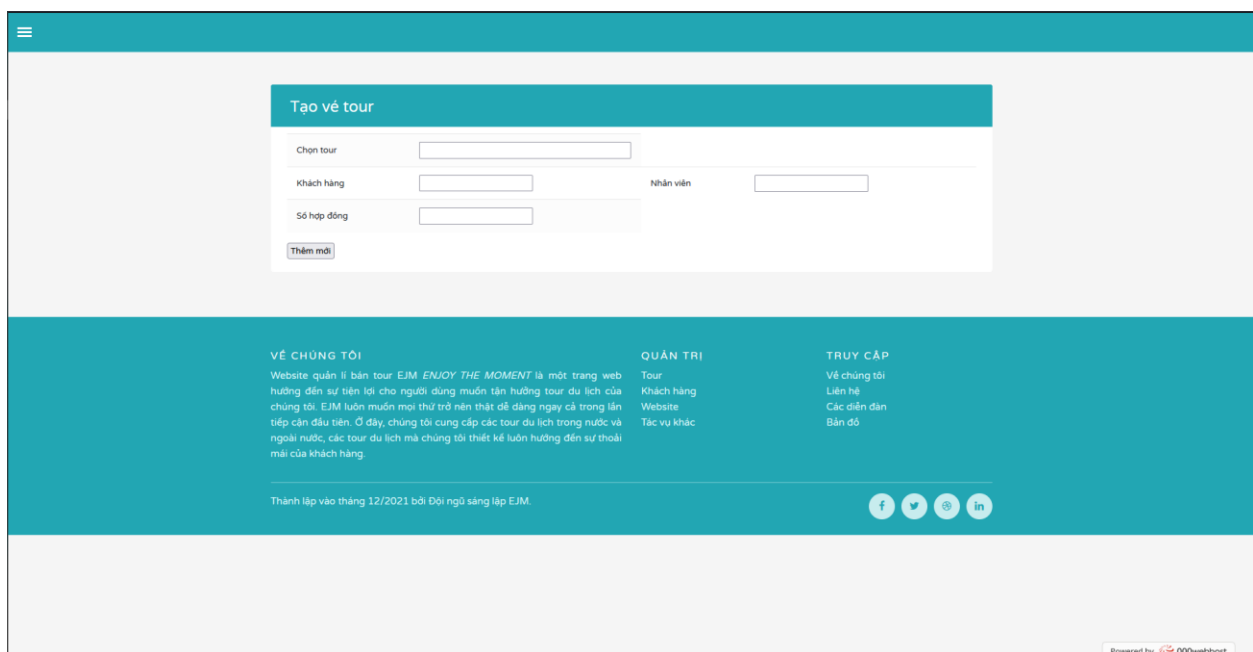 Tạo vé tour
Chọn tour
Khách hàng
Nhân viên
Số hợp đồng
Thêm mới
VỀ CHÚNG TÔI
Website quản lí bán tour EJM ENJOY THE MOMENT là một trang web
hướng đến sự tiện lợi cho người dùng muốn tận hưởng tour du lịch của
chúng tôi. EJM luôn muốn mọi thứ trở nên thật dễ dàng ngay cả trong lần
tiếp cận đầu tiên. Ở đây, chúng tôi cung cấp các tour du lịch trong nước và
ngoài nước, các tour du lịch mà chúng tôi thiết kế luôn hướng đến sự thoải
mái của khách hàng.
QUẢN TRỊ
Tour
Khách hàng
Website
Tác vụ khác
TRUY CẬP
Về chúng tôi
Liên hệ
Các diễn đàn
Bản đồ
Thành lập vào tháng 12/2021 bởi Đội ngũ sáng lập EJM.
Powered by 000webhost